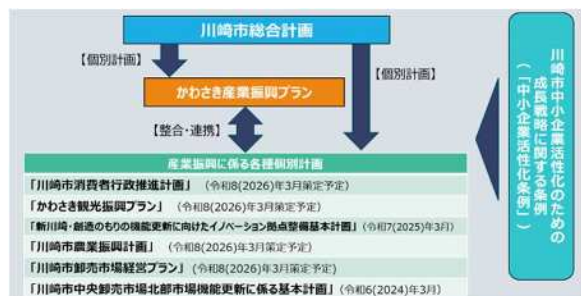 川崎市総合計画
【個別計画】
【個別計画】
かわさき産業振興プラン
【整合・連携】
産業振興に係る各種個別計画
「川崎市消費者行政推進計画」（令和8(2026)年3月策定予定）
「かわさき観光振興プラン」（令和8(2026)年3月策定予定）
「新川崎・創造のもりの機能更新に向けたイノベーション拠点整備基本計画」（令和7(2025)年3月）
「川崎市農業振興計画」（令和8(2026)年3月策定予定）
「川崎市卸売市場経営プラン」（令和8(2026)年3月策定予定）
「川崎市中央卸売市場北部市場機能更新に係る基本計画」（令和6(2024)年3月）
川崎市中小企業活性化のための
成長戦略に関する条例
（「中小企業活性化条例」）